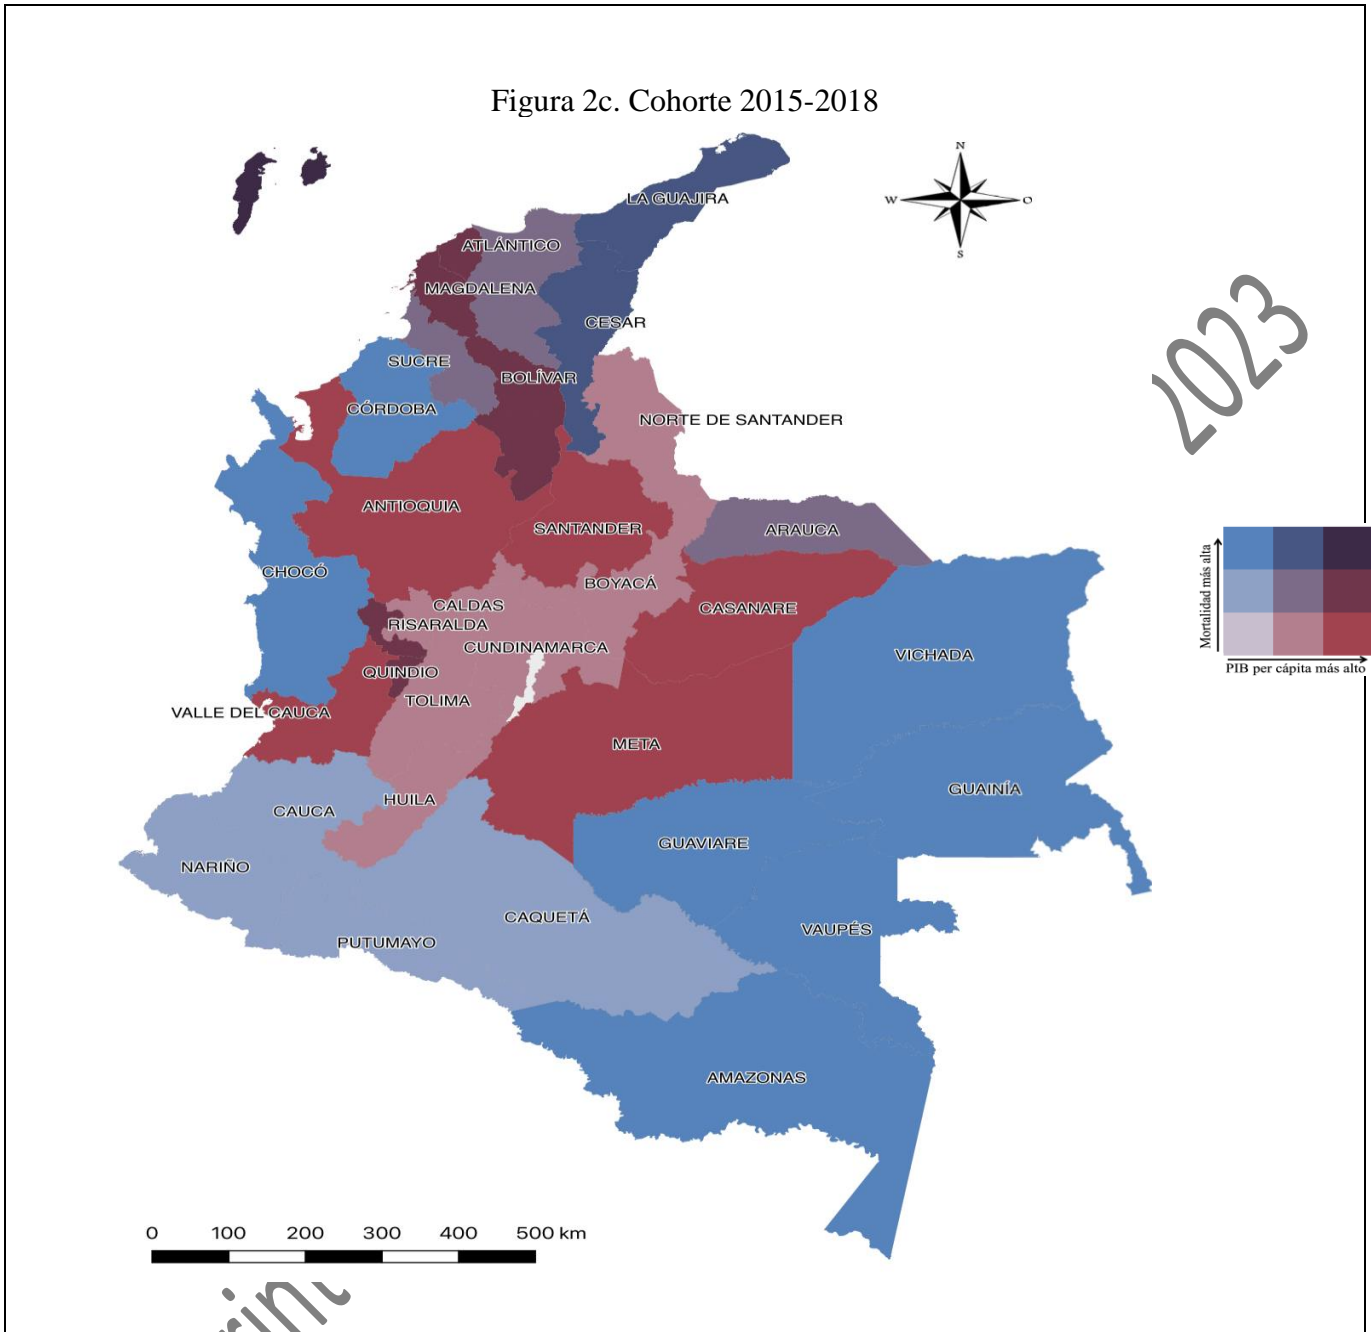 Figura 2c. Cohorte 2015-2018
N
W
O
S
LA GUAJIRA
ATLÁNTICO
MAGDALENA
CESAR
SUCRE
BOLÍVAR
CÓRDOBA
NORTE DE SANTANDER
2023
ANTIOQUIA
SANTANDER
ARAUCA
CHOCÓ
BOYACÁ
CALDAS
CASANARE
RISARALDA
CUNDINAMARCA
VICHADA
QUINDIO
TOLIMA
VALLE DEL CAUCA
META
GUAINÍA
HUILA
CAUCA
GUAVIARE
NARIÑO
CAQUETÁ
VAUPÉS
PUTUMAYO
AMAZONAS
Mortalidad más alta
PIB per cápita más alto
0 100 200 300 400 500 km